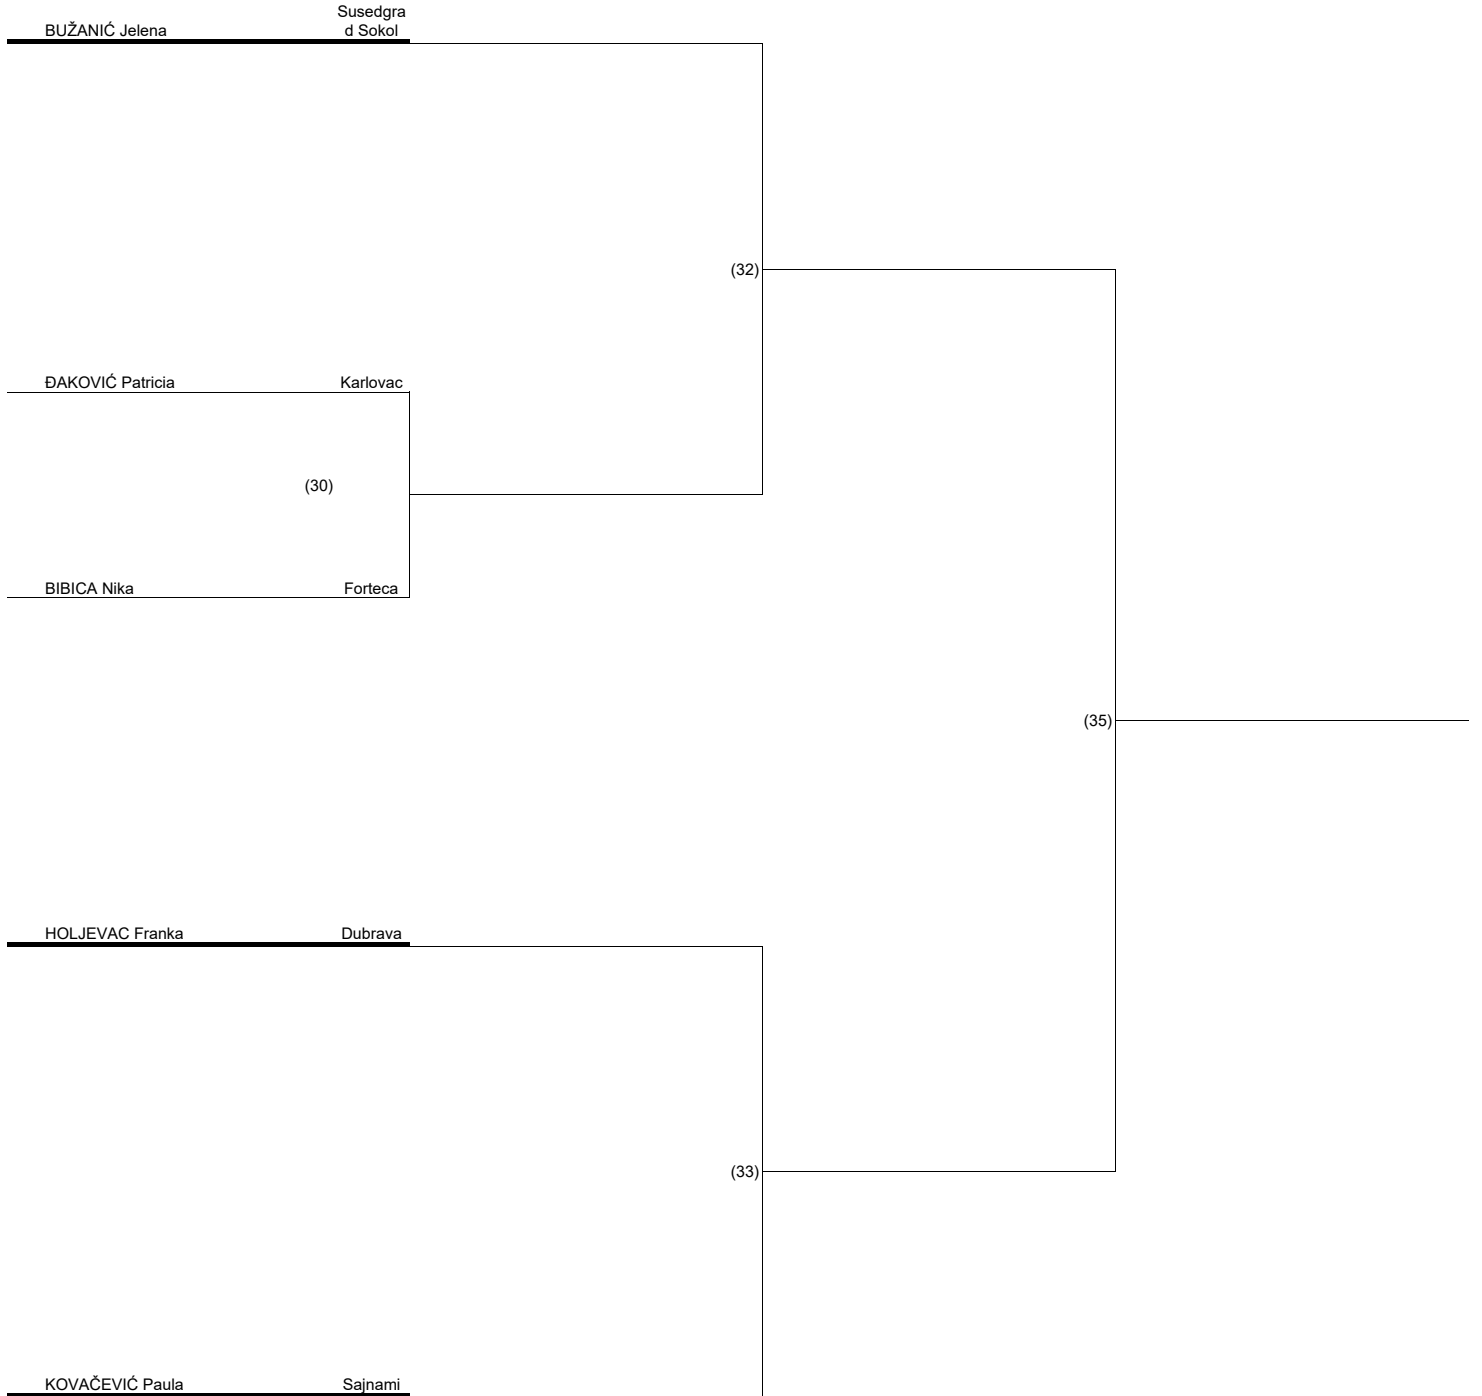 Susedgra
BUŽANIĆ Jelena d Sokol
(32)
ĐAKOVIĆ Patricia Karlovac
(30)
BIBICA Nika Forteca
(35)
HOLJEVAC Franka Dubrava
(33)
KOVAČEVIĆ Paula Sajnami